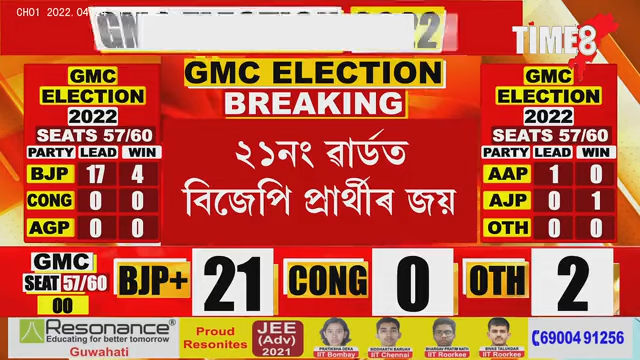 CH01 2022.04
GMC ELECTION 2022
TIME8
GMC ELECTION 2022
SEATS 57/60
PARTY LEAD WIN
BJP 17 4
CONG 0 0
AGP 0 0
GMC ELECTION
BREAKING
২১নং ৱাৰ্ডত
বিজেপি প্ৰাৰ্থীৰ জয়
GMC ELECTION 2022
SEATS 57/60
PARTY LEAD WIN
AAP 1 0
AJP 0 1
OTH 0 0
GMC
SEAT 57/60
00
BJP+ 21 CONG 0 OTH 2
Resonance
Educating for better tomorrow
Guwahati
Proud Resonites
JEE (Adv) 2021
IIT Bombay
IIT Chennai
IIT Roorkee
IIT Roorkee
6900491256